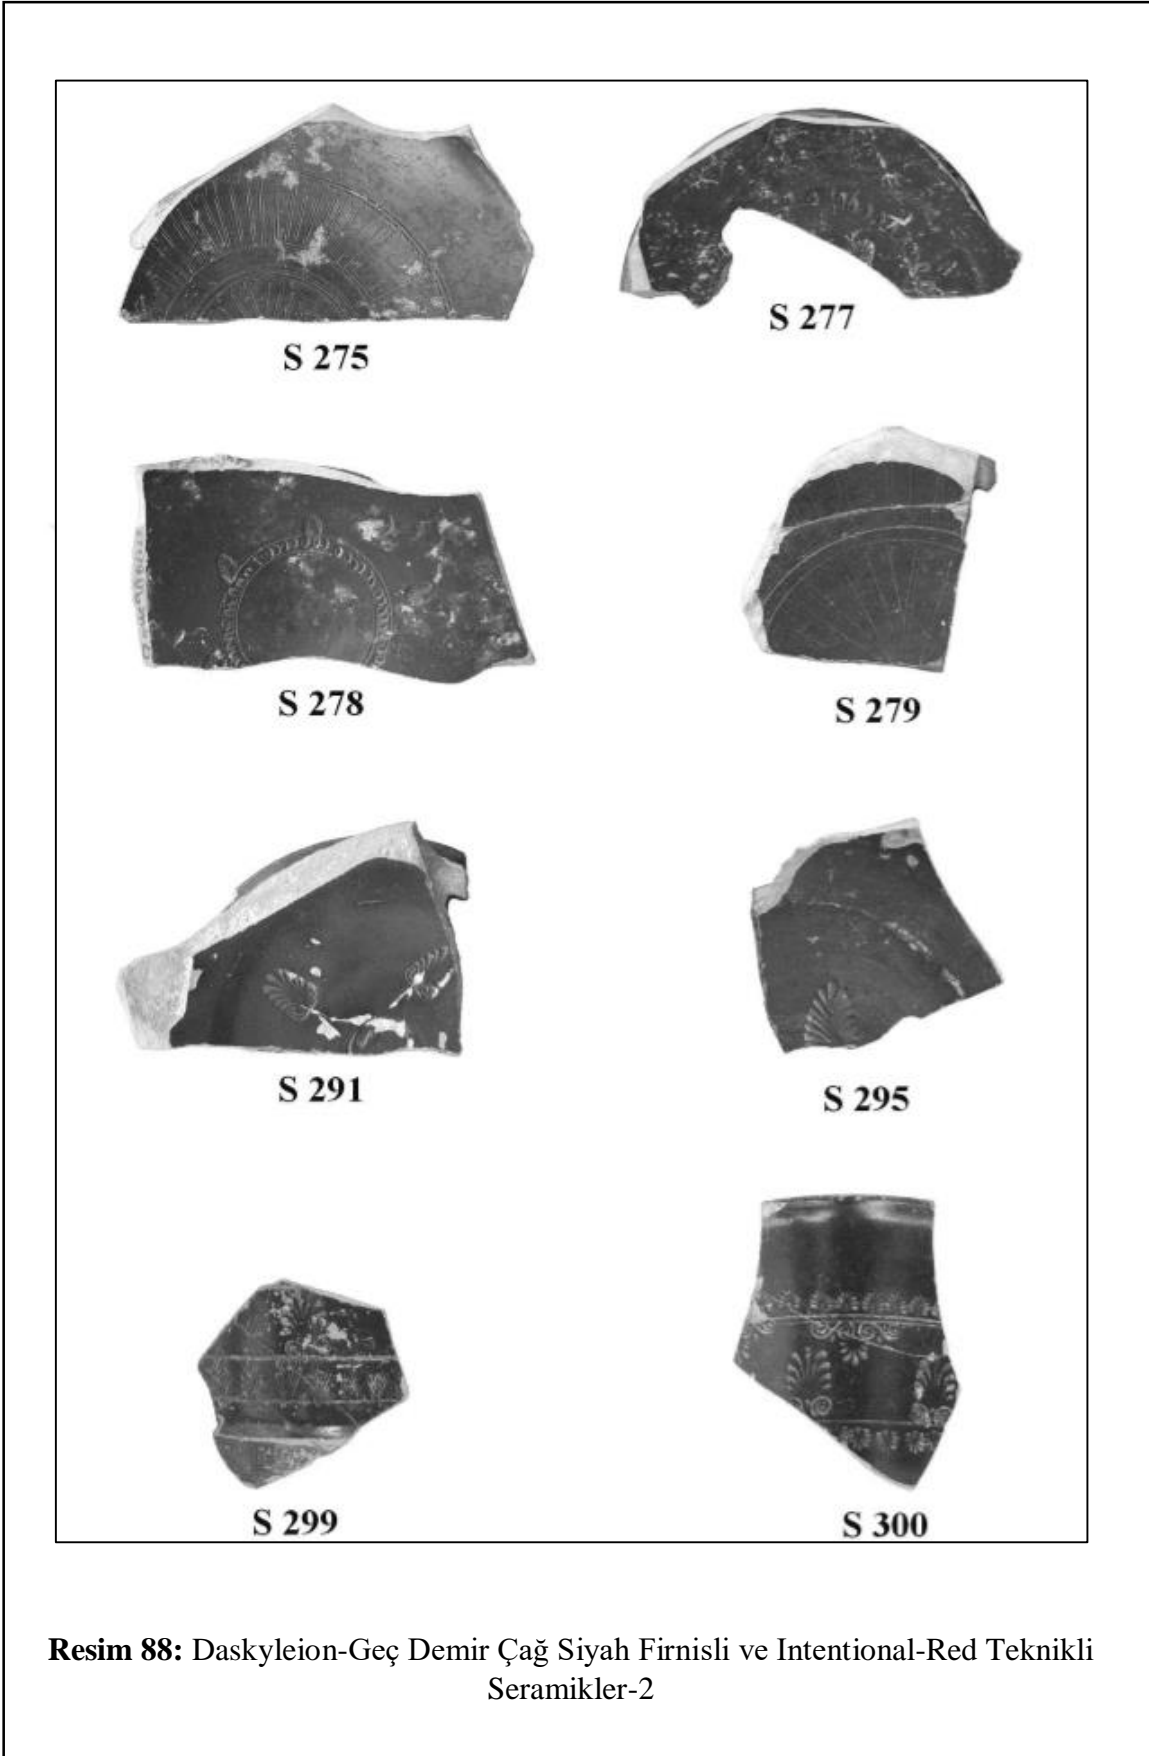 S 275
S 277
S 278
S 279
S 291
S 295
S 299
S 300
Resim 88: Daskyleion-Geç Demir Çağ Siyah Firnisli ve Intentional-Red Teknikli
Seramikler-2